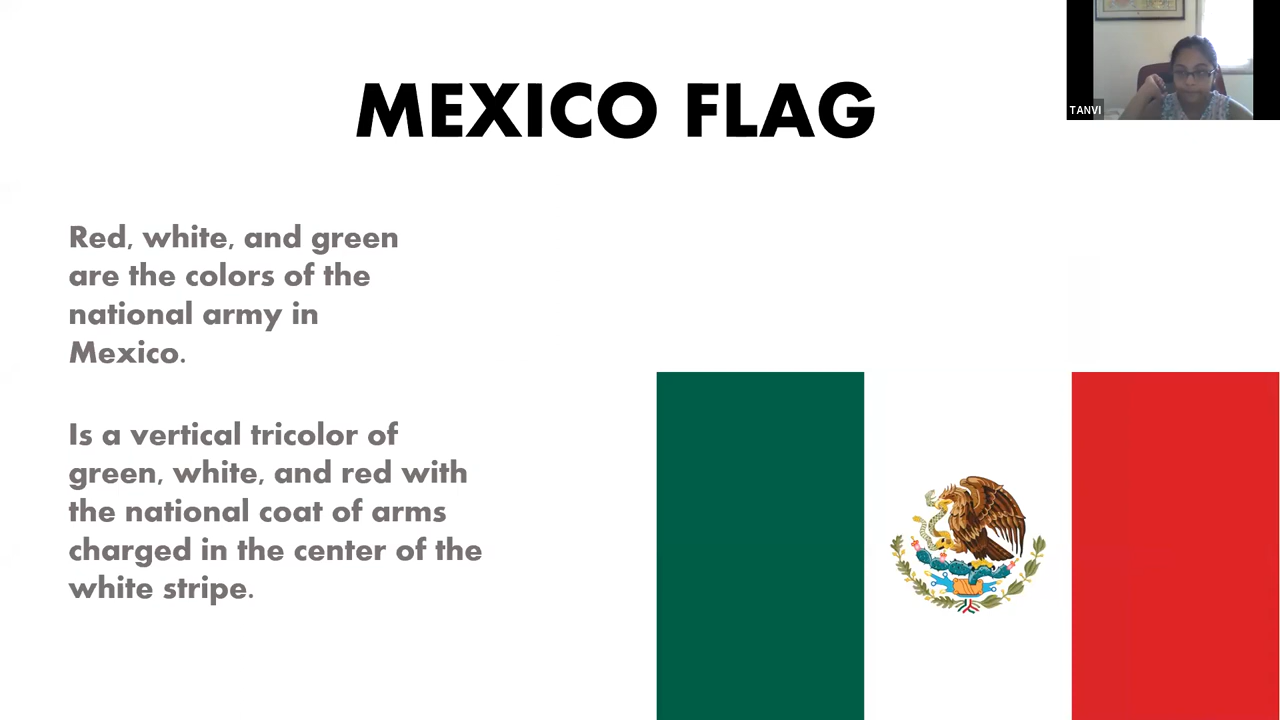 MEXICO FLAG
TANVI
Red, white, and green
are the colors of the
national army in
Mexico.
Is a vertical tricolor of
green, white, and red with
the national coat of arms
charged in the center of the
white stripe.